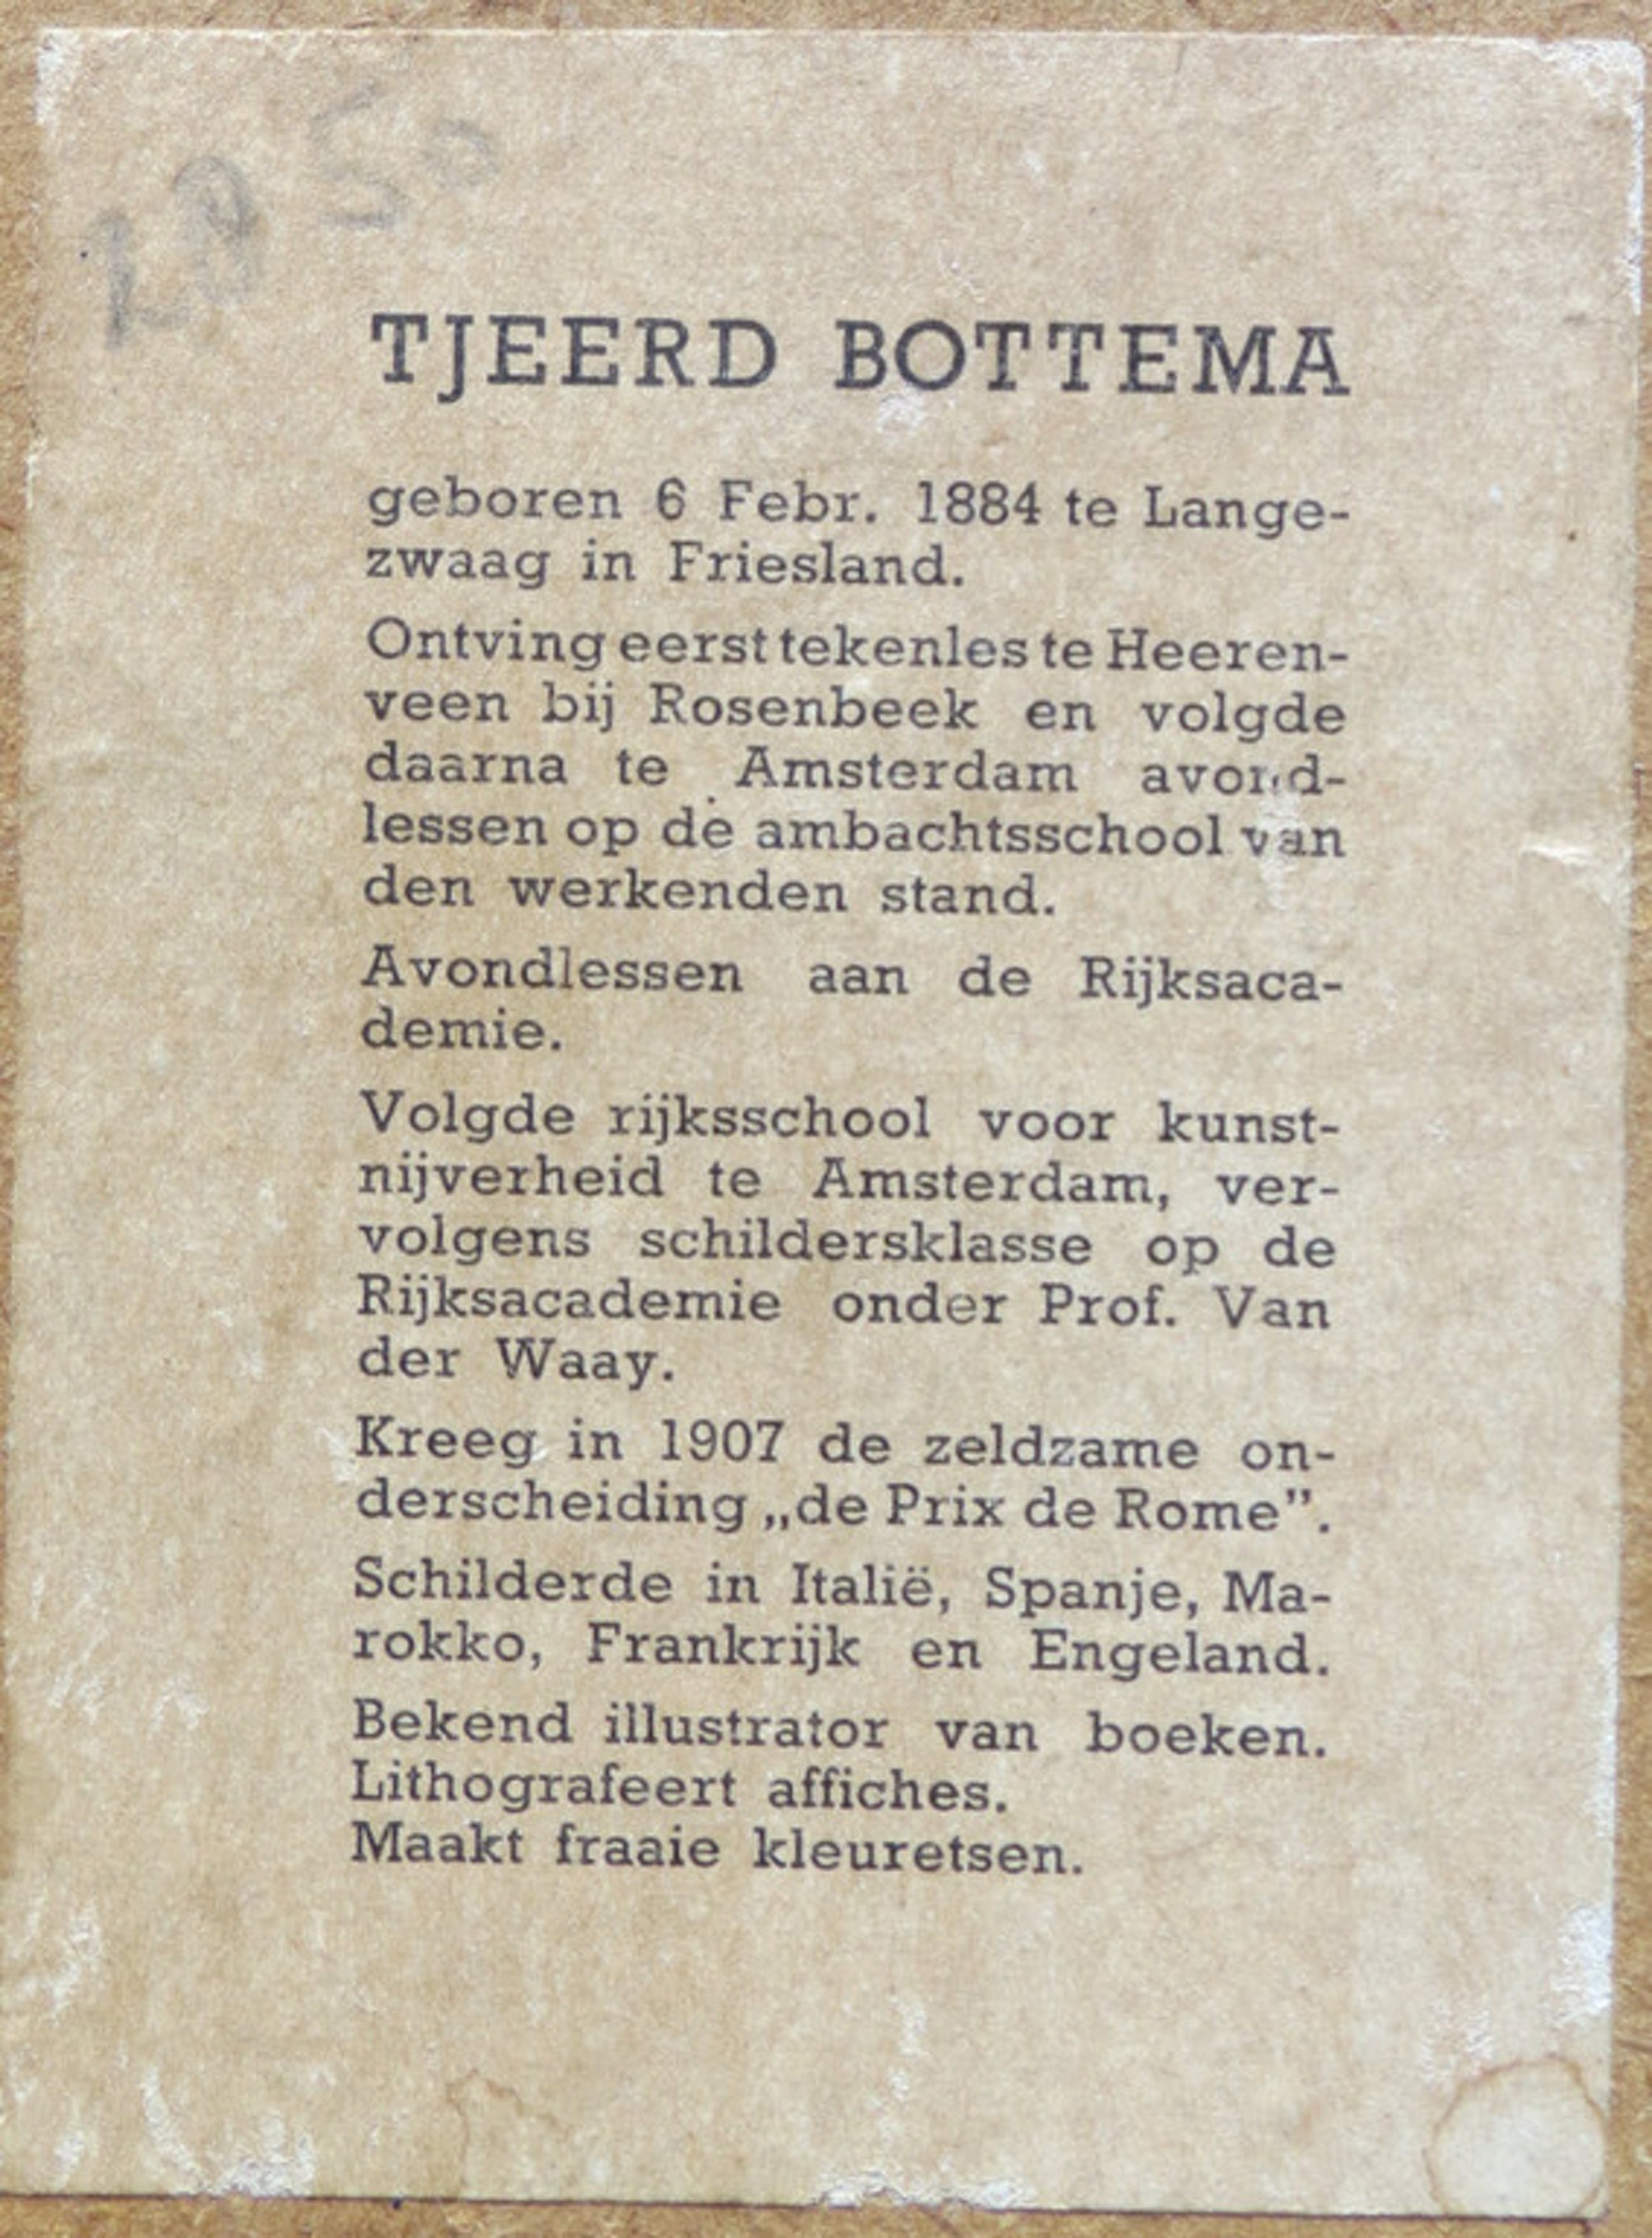 TJEERD BOTTEMA
geboren 6 Febr. 1884 te Lange-
zwaag in Friesland.
Ontving eerst tekenles te Heeren-
veen bij Rosenbeek en volgde
daarna te Amsterdam avond-
lessen op de ambachtsschool van
den werkenden stand.
Avondlessen aan de Rijksaca-
demie.
Volgde rijksschool voor kunst-
nijverheid te Amsterdam, ver-
volgens schildersklasse op de
Rijksacademie onder Prof. Van
der Waay.
Kreeg in 1907 de zeldzame on-
derscheiding „de Prix de Rome”.
Schilderde in Italië, Spanje, Ma-
rokko, Frankrijk en Engeland.
Bekend illustrator van boeken.
Lithografeert affiches.
Maakt fraaie kleuretsen.